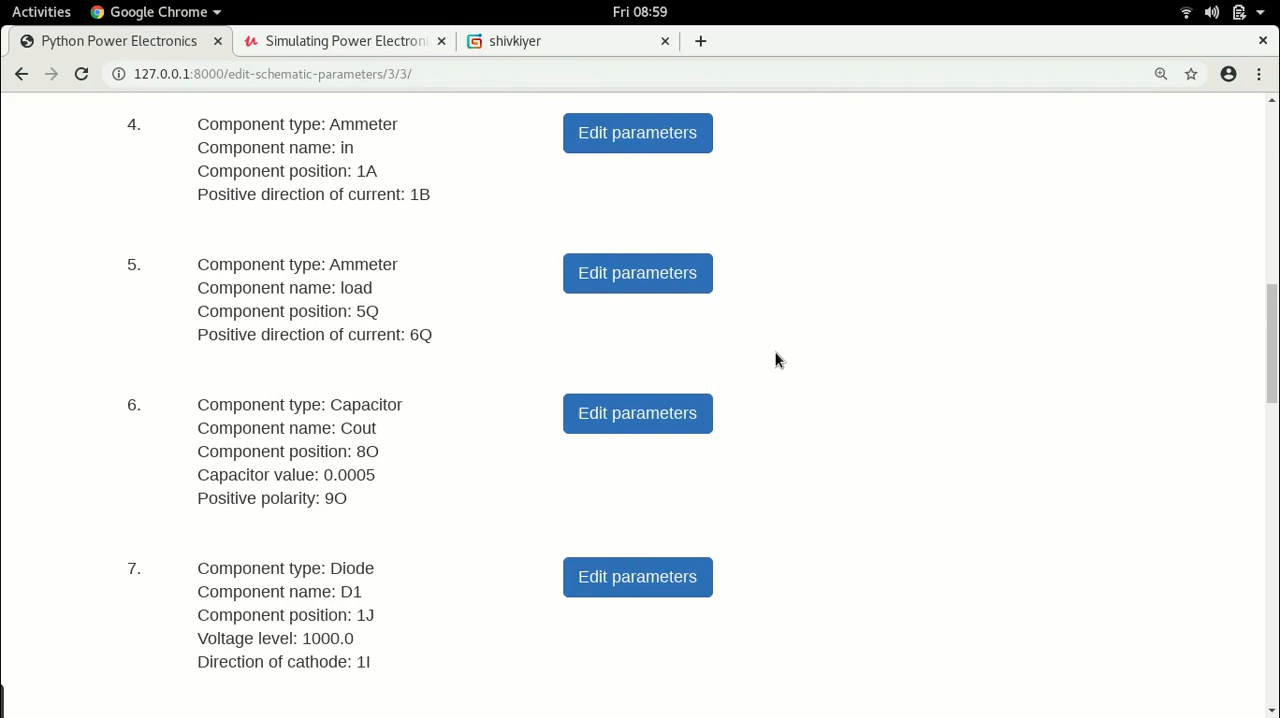 Activities
Google Chrome
Fri 08:59
Python Power Electronics
Simulating Power Electroni
shivkiyer
127.0.0.1:8000/edit-schematic-parameters/3/3/
4.
Component type: Ammeter
Edit parameters
Component name: in
Component position: 1A
Positive direction of current: 1B
5.
Component type: Ammeter
Edit parameters
Component name: load
Component position: 5Q
Positive direction of current: 6Q
6.
Component type: Capacitor
Edit parameters
Component name: Cout
Component position: 8O
Capacitor value: 0.0005
Positive polarity: 9O
7.
Component type: Diode
Edit parameters
Component name: D1
Component position: 1J
Voltage level: 1000.0
Direction of cathode: 1I